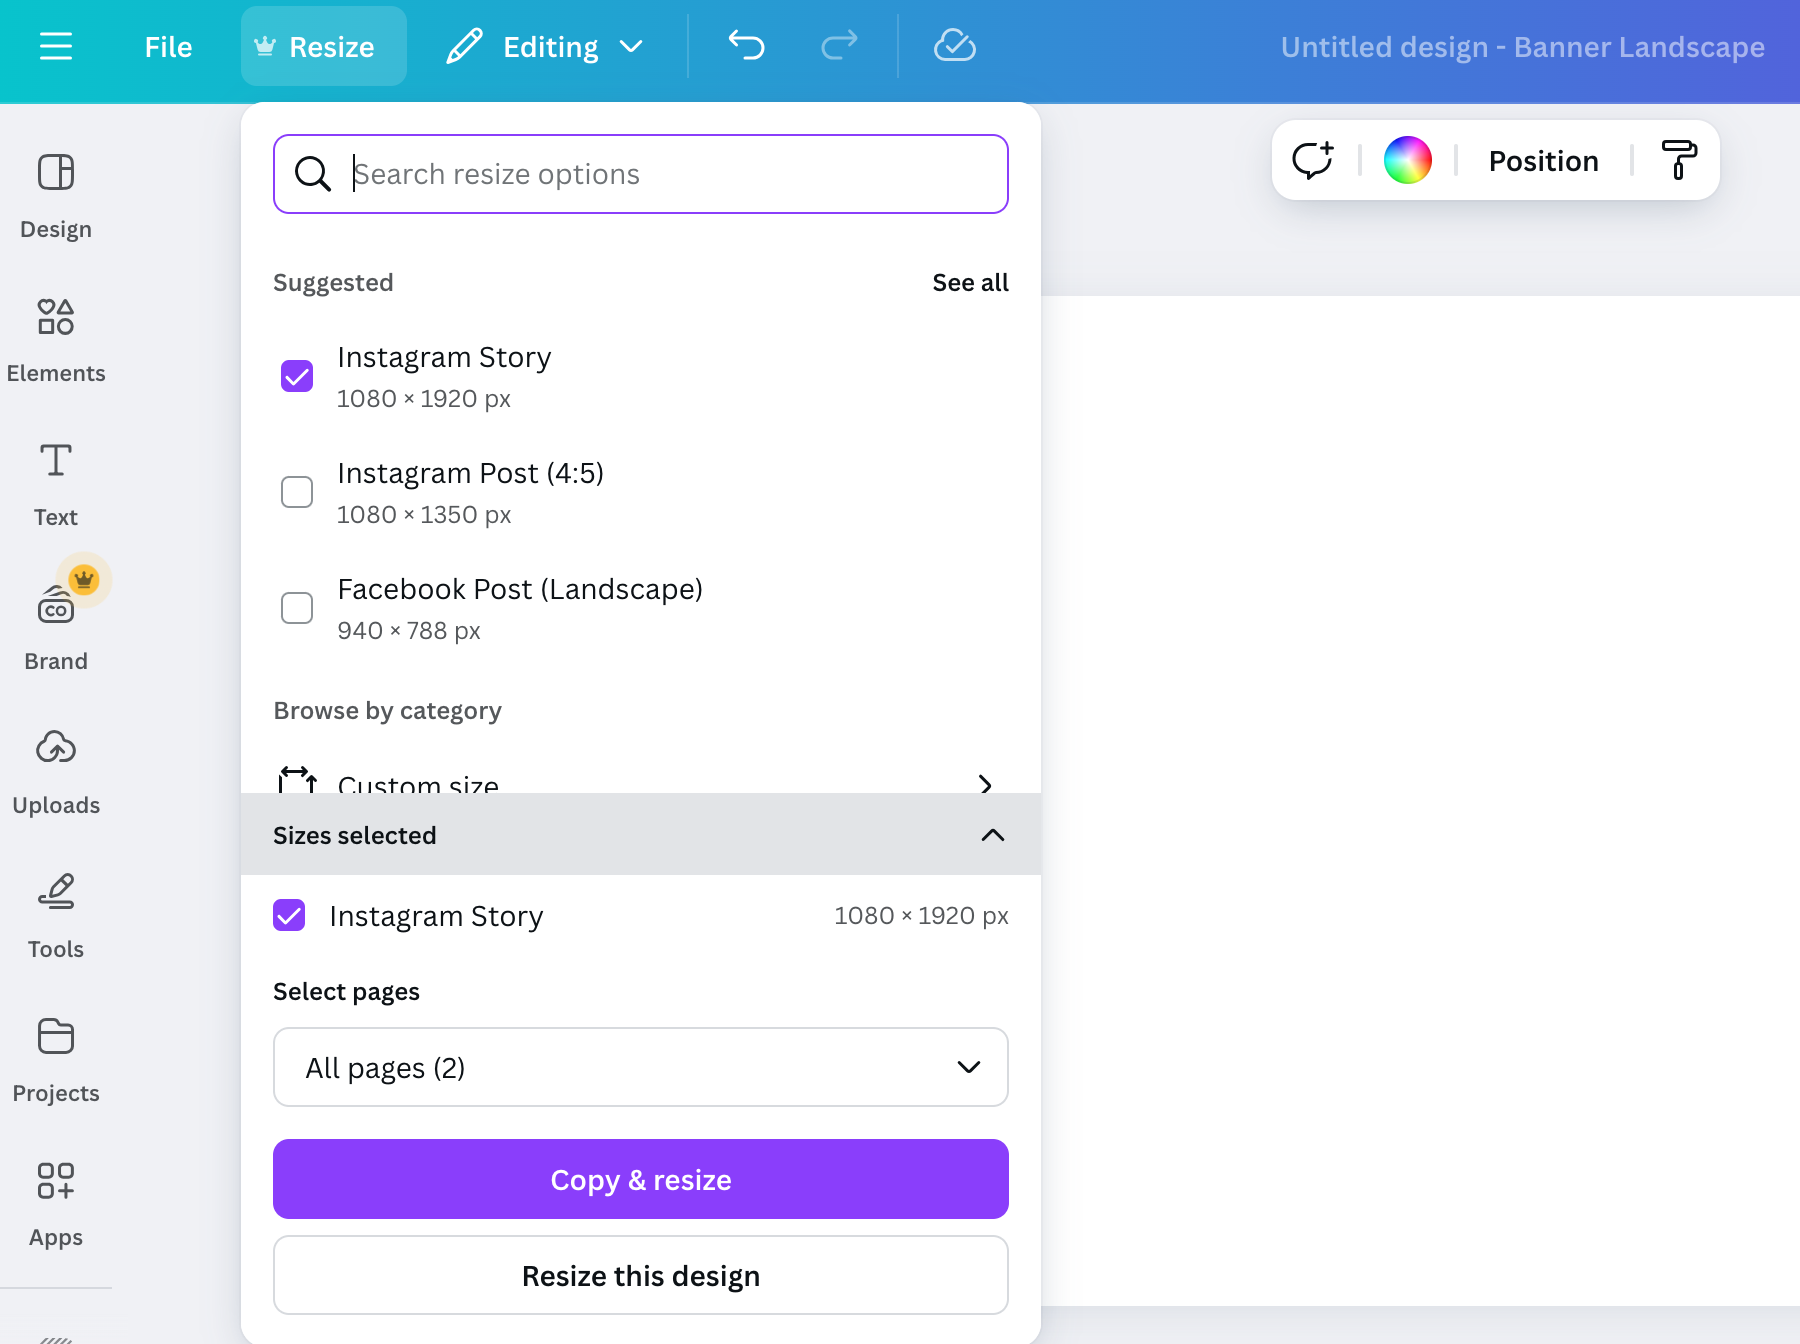 File
Resize
Editing
Untitled design - Banner Landscape
Design
Elements
Text
CO
Brand
Uploads
Tools
Projects
Apps
Search resize options
Suggested
See all
Instagram Story
1080 × 1920 px
Instagram Post (4:5)
1080 × 1350 px
Facebook Post (Landscape)
940 × 788 px
Browse by category
Custom size
Sizes selected
Instagram Story 1080 × 1920 px
Select pages
All pages (2)
Copy & resize
Resize this design
Position